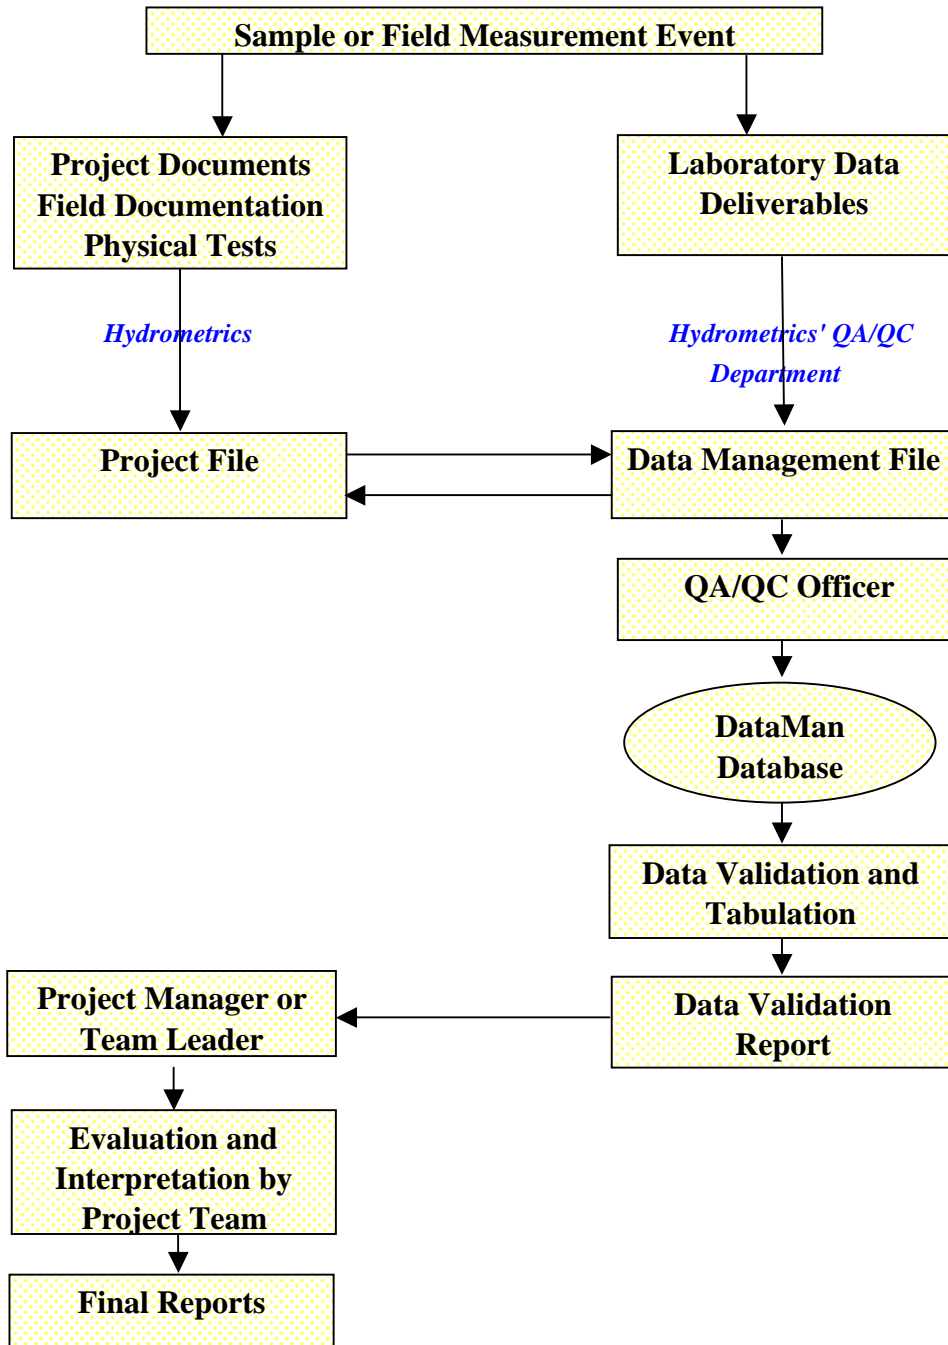 Sample or Field Measurement Event
Project Documents
Field Documentation
Physical Tests
Laboratory Data
Deliverables
Hydrometrics
Hydrometrics' QA/QC
Department
Project File
Data Management File
QA/QC Officer
DataMan
Database
Data Validation and
Tabulation
Data Validation
Report
Project Manager or
Team Leader
Evaluation and
Interpretation by
Project Team
Final Reports